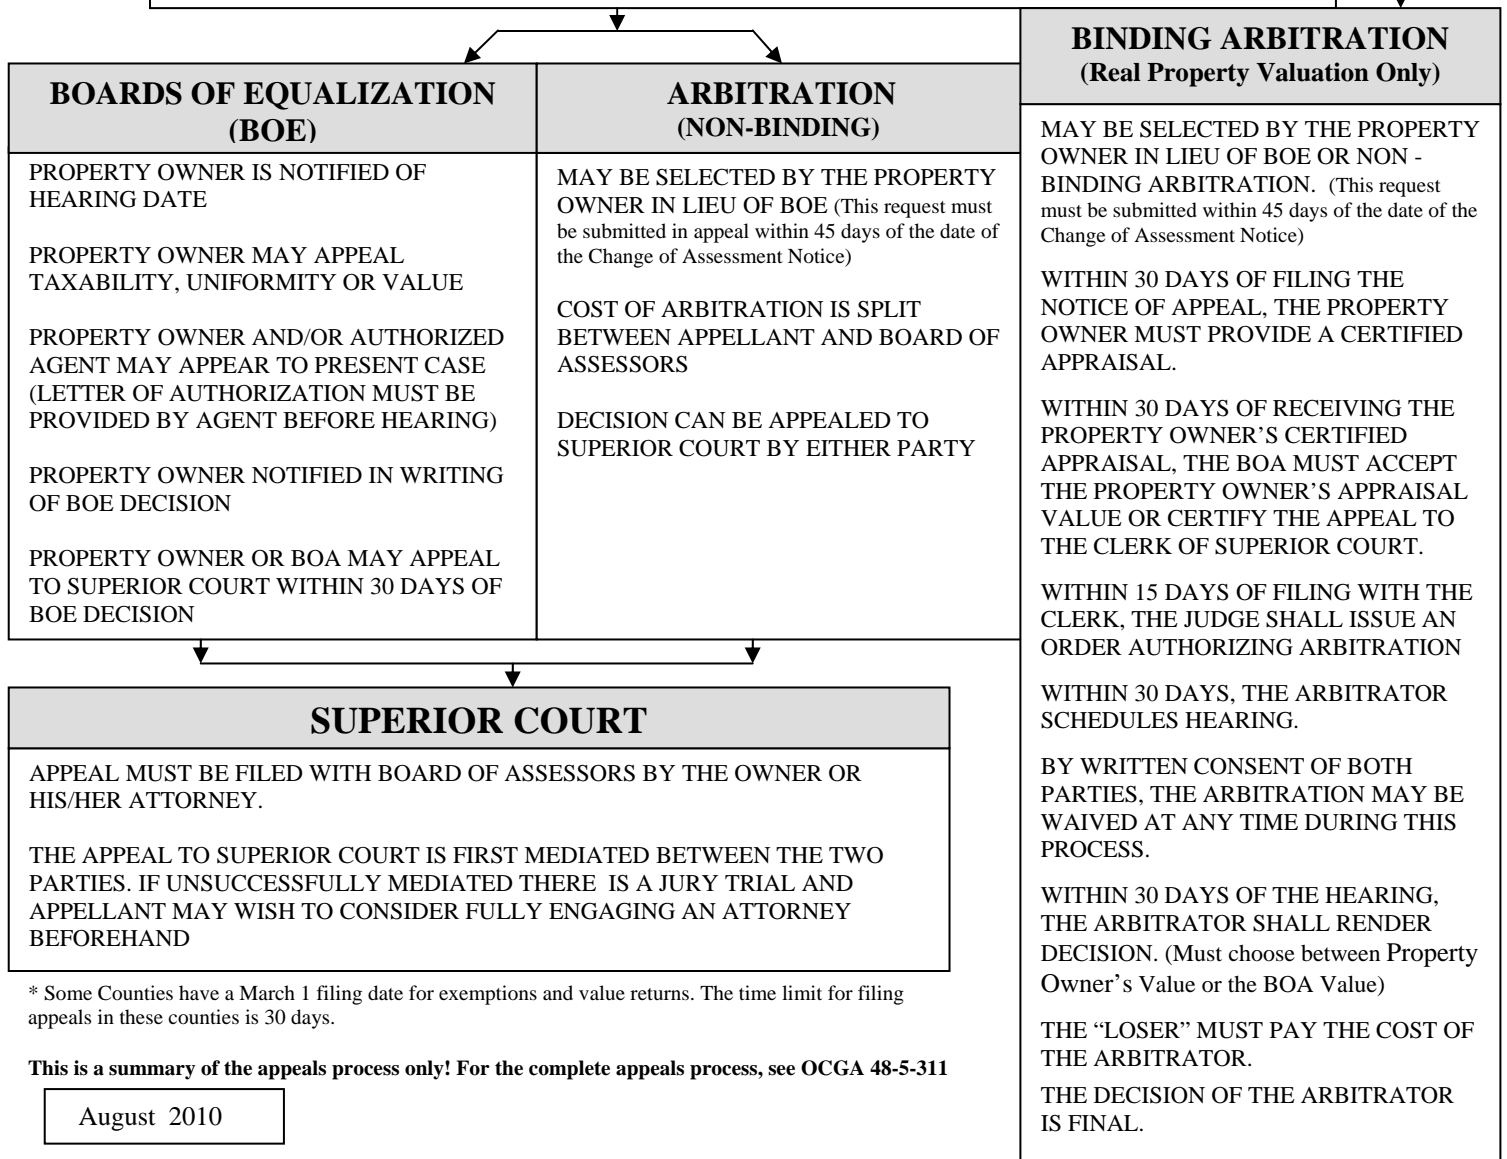 BOARDS OF EQUALIZATION
(BOE)
PROPERTY OWNER IS NOTIFIED OF
HEARING DATE
PROPERTY OWNER MAY APPEAL
TAXABILITY, UNIFORMITY OR VALUE
PROPERTY OWNER AND/OR AUTHORIZED
AGENT MAY APPEAR TO PRESENT CASE
(LETTER OF AUTHORIZATION MUST BE
PROVIDED BY AGENT BEFORE HEARING)
PROPERTY OWNER NOTIFIED IN WRITING
OF BOE DECISION
PROPERTY OWNER OR BOA MAY APPEAL
TO SUPERIOR COURT WITHIN 30 DAYS OF
BOE DECISION
ARBITRATION
(NON-BINDING)
MAY BE SELECTED BY THE PROPERTY
OWNER IN LIEU OF BOE (This request must
be submitted in appeal within 45 days of the date of
the Change of Assessment Notice)
COST OF ARBITRATION IS SPLIT
BETWEEN APPELLANT AND BOARD OF
ASSESSORS
DECISION CAN BE APPEALED TO
SUPERIOR COURT BY EITHER PARTY
BINDING ARBITRATION
(Real Property Valuation Only)
MAY BE SELECTED BY THE PROPERTY
OWNER IN LIEU OF BOE OR NON -
BINDING ARBITRATION. (This request
must be submitted within 45 days of the date of the
Change of Assessment Notice)
WITHIN 30 DAYS OF FILING THE
NOTICE OF APPEAL, THE PROPERTY
OWNER MUST PROVIDE A CERTIFIED
APPRAISAL.
WITHIN 30 DAYS OF RECEIVING THE
PROPERTY OWNER'S CERTIFIED
APPRAISAL, THE BOA MUST ACCEPT
THE PROPERTY OWNER'S APPRAISAL
VALUE OR CERTIFY THE APPEAL TO
THE CLERK OF SUPERIOR COURT.
WITHIN 15 DAYS OF FILING WITH THE
CLERK, THE JUDGE SHALL ISSUE AN
ORDER AUTHORIZING ARBITRATION
WITHIN 30 DAYS, THE ARBITRATOR
SCHEDULES HEARING.
BY WRITTEN CONSENT OF BOTH
PARTIES, THE ARBITRATION MAY BE
WAIVED AT ANY TIME DURING THIS
PROCESS.
WITHIN 30 DAYS OF THE HEARING,
THE ARBITRATOR SHALL RENDER
DECISION. (Must choose between Property
Owner's Value or the BOA Value)
THE “LOSER” MUST PAY THE COST OF
THE ARBITRATOR.
THE DECISION OF THE ARBITRATOR
IS FINAL.
SUPERIOR COURT
APPEAL MUST BE FILED WITH BOARD OF ASSESSORS BY THE OWNER OR
HIS/HER ATTORNEY.
THE APPEAL TO SUPERIOR COURT IS FIRST MEDIATED BETWEEN THE TWO
PARTIES. IF UNSUCCESSFULLY MEDIATED THERE IS A JURY TRIAL AND
APPELLANT MAY WISH TO CONSIDER FULLY ENGAGING AN ATTORNEY
BEFOREHAND
* Some Counties have a March 1 filing date for exemptions and value returns. The time limit for filing
appeals in these counties is 30 days.
This is a summary of the appeals process only! For the complete appeals process, see OCGA 48-5-311
August 2010